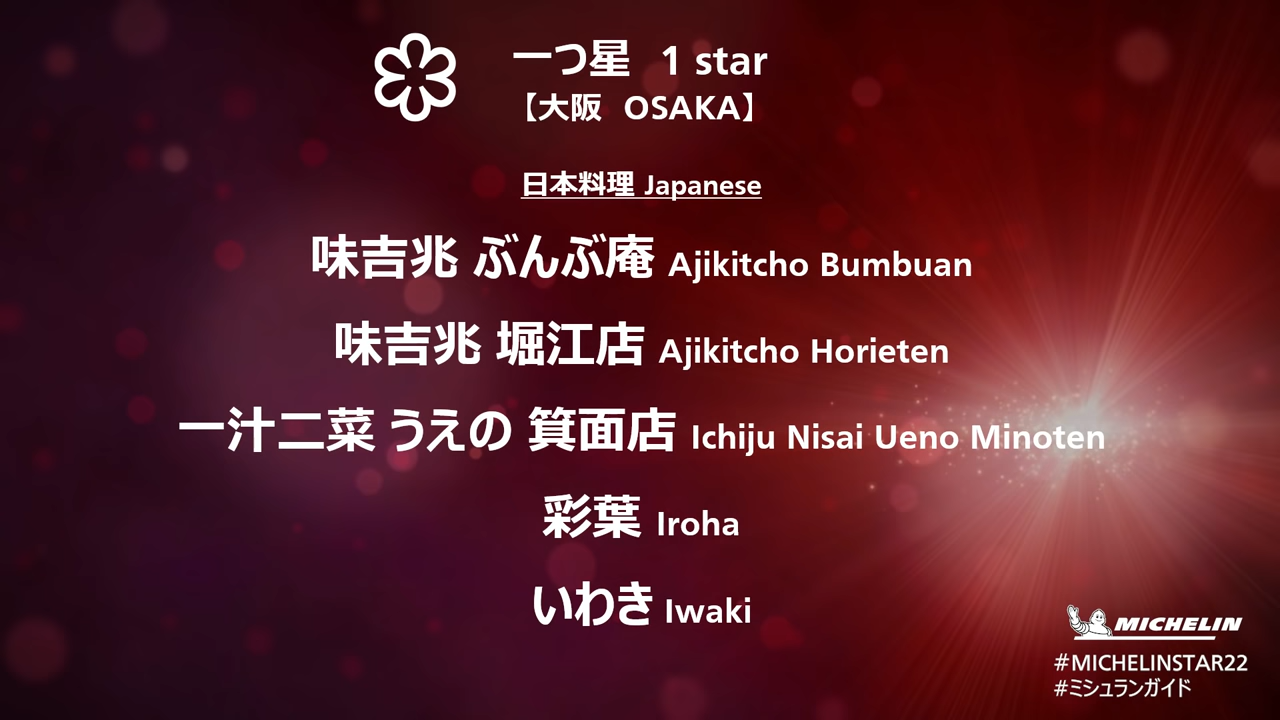 一つ星 1 star
【大阪 OSAKA】
日本料理 Japanese
味吉兆 ぶんぶ庵 Ajikitcho Bumbuan
味吉兆 堀江店 Ajikitcho Horieten
一汁二菜 うえの 箕面店 Ichiju Nisai Ueno Minoten
彩葉 Iroha
いわき Iwaki
MICHELIN
#MICHELINSTAR22
#ミシュランガイド